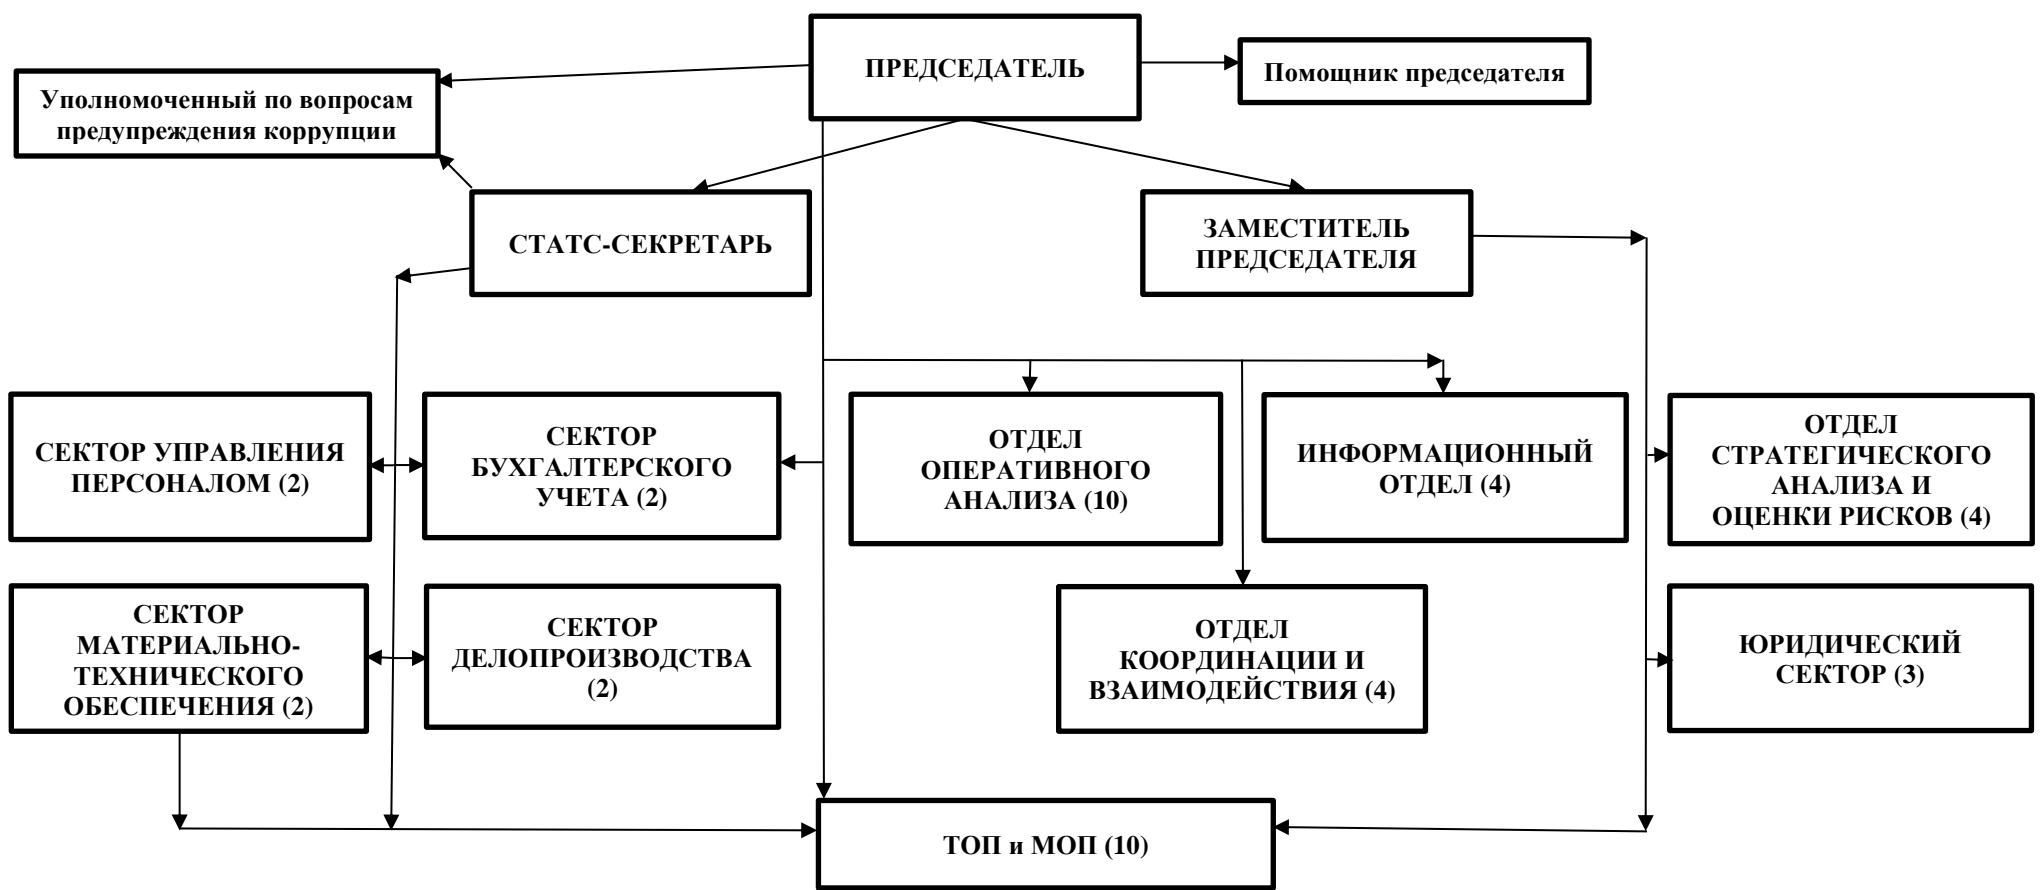 ПРЕДСЕДАТЕЛЬ
Помощник председателя
Уполномоченный по вопросам
предупреждения коррупции
СТАТС-СЕКРЕТАРЬ
ЗАМЕСТИТЕЛЬ
ПРЕДСЕДАТЕЛЯ
СЕКТОР УПРАВЛЕНИЯ
ПЕРСОНАЛОМ (2)
СЕКТОР
БУХГАЛТЕРСКОГО
УЧЕТА (2)
ОТДЕЛ
ОПЕРАТИВНОГО
АНАЛИЗА (10)
ИНФОРМАЦИОННЫЙ
ОТДЕЛ (4)
ОТДЕЛ
СТРАТЕГИЧЕСКОГО
АНАЛИЗА И
ОЦЕНКИ РИСКОВ (4)
СЕКТОР
МАТЕРИАЛЬНО-
ТЕХНИЧЕСКОГО
ОБЕСПЕЧЕНИЯ (2)
СЕКТОР
ДЕЛОПРОИЗВОДСТВА
(2)
ОТДЕЛ
КООРДИНАЦИИ И
ВЗАИМОДЕЙСТВИЯ (4)
ЮРИДИЧЕСКИЙ
СЕКТОР (3)
ТОП и МОП (10)